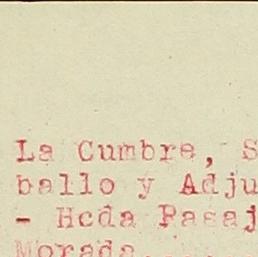 La Cumbre, S
ballo y Adju
- Hcda Pasaj
Morada.....